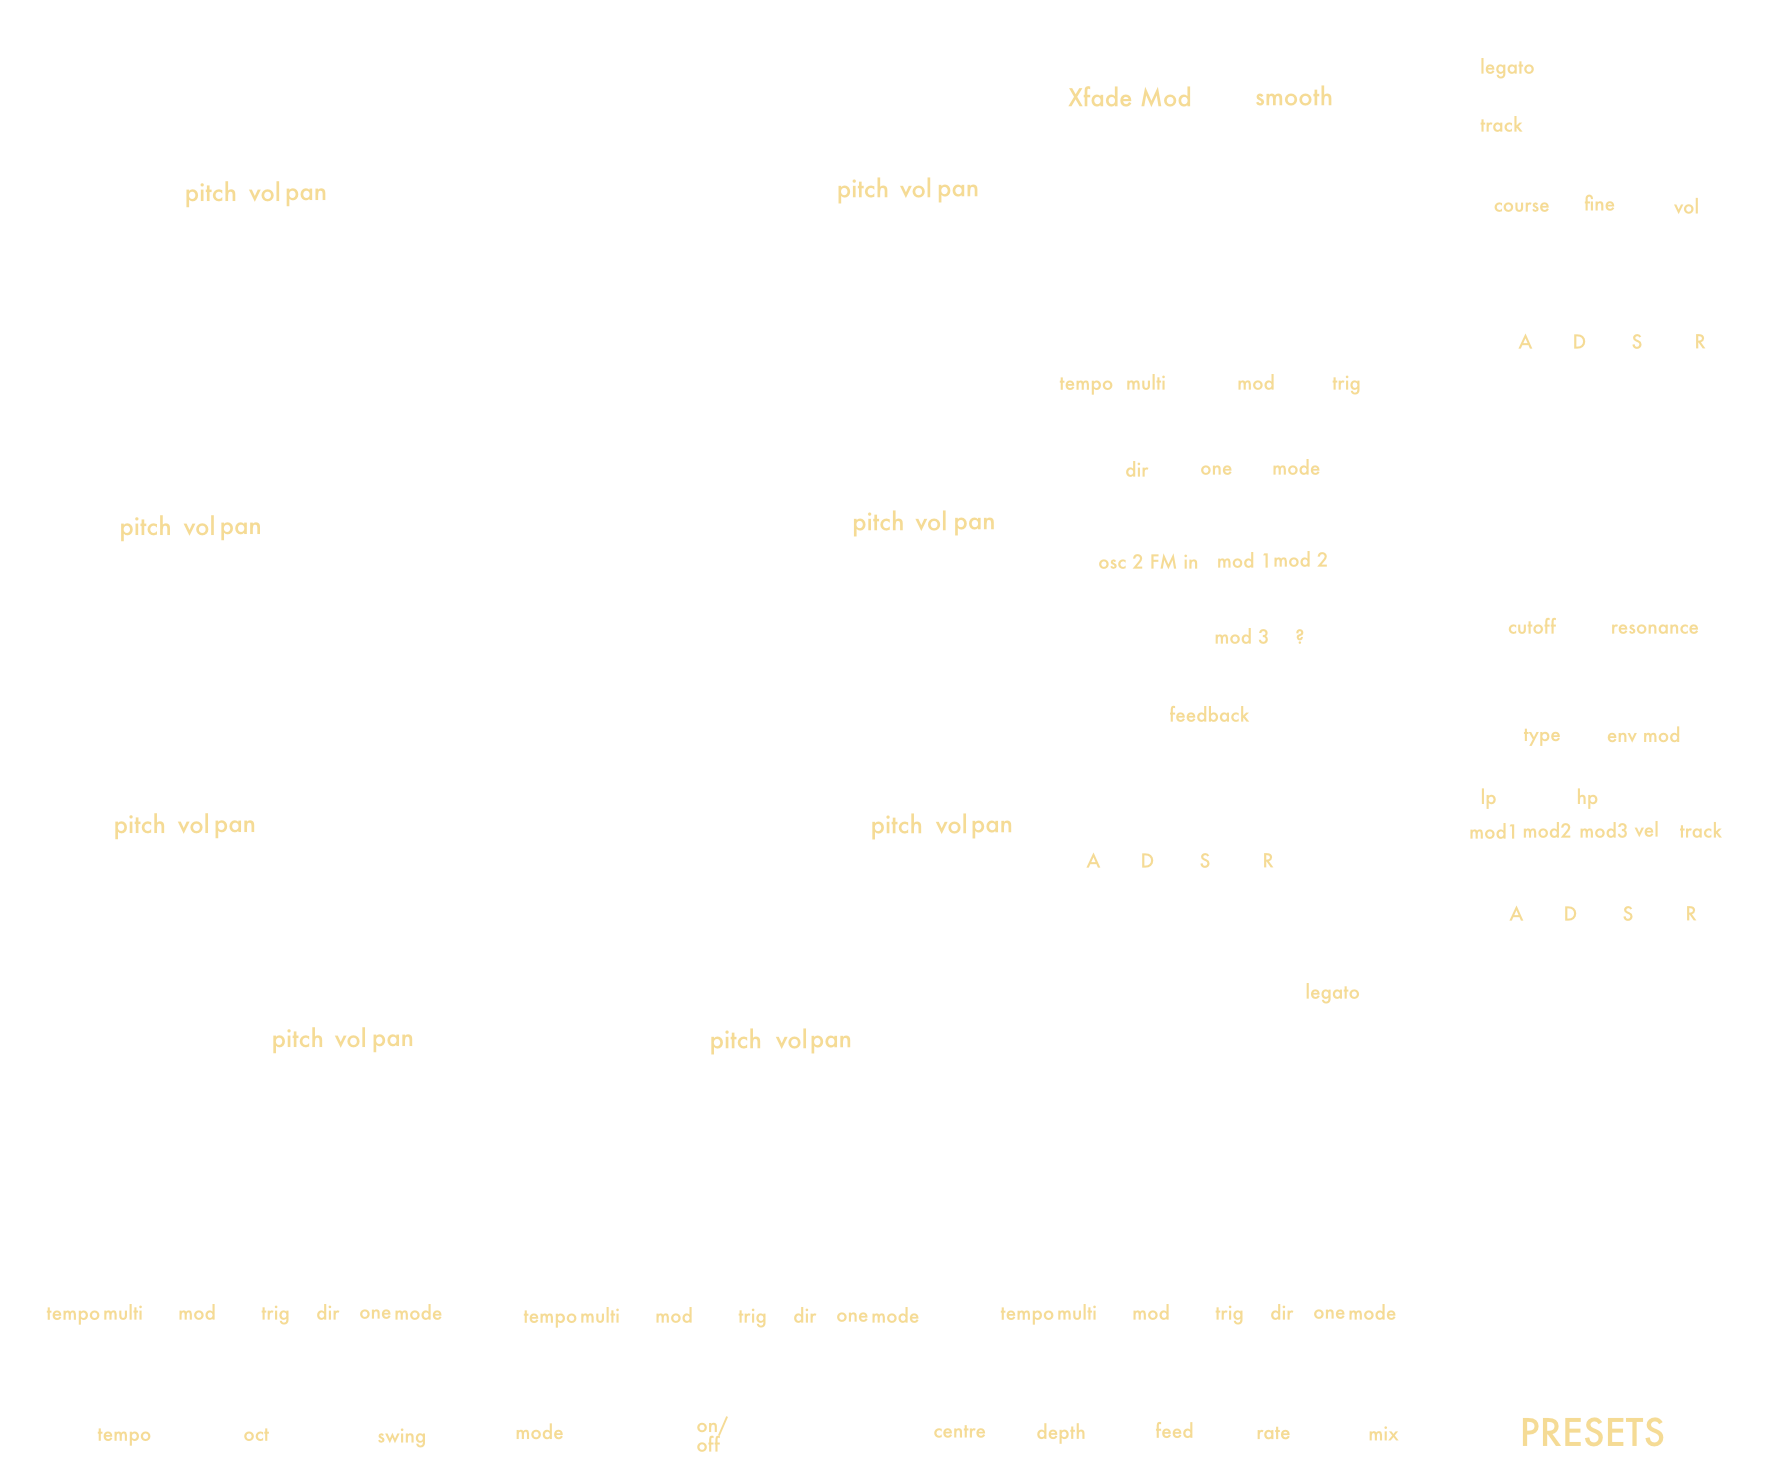 legato
Xfade Mod smooth
track
pitch vol pan pitch vol pan
course fine vol
A D S R
tempo multi mod trig
dir one mode
pitch vol pan pitch vol pan
osc 2 FM in mod 1 mod 2
cutoff resonance
mod 3 ?
feedback
type env mod
lp hp
pitch vol pan pitch vol pan
mod1 mod2 mod3 vel track
A D S R
A D S R
legato
pitch vol pan pitch vol pan
tempo multi mod trig dir one mode tempo multi mod trig dir one mode tempo multi mod trig dir one mode
tempo oct swing mode on/
off
centre depth feed rate mix PRESETS